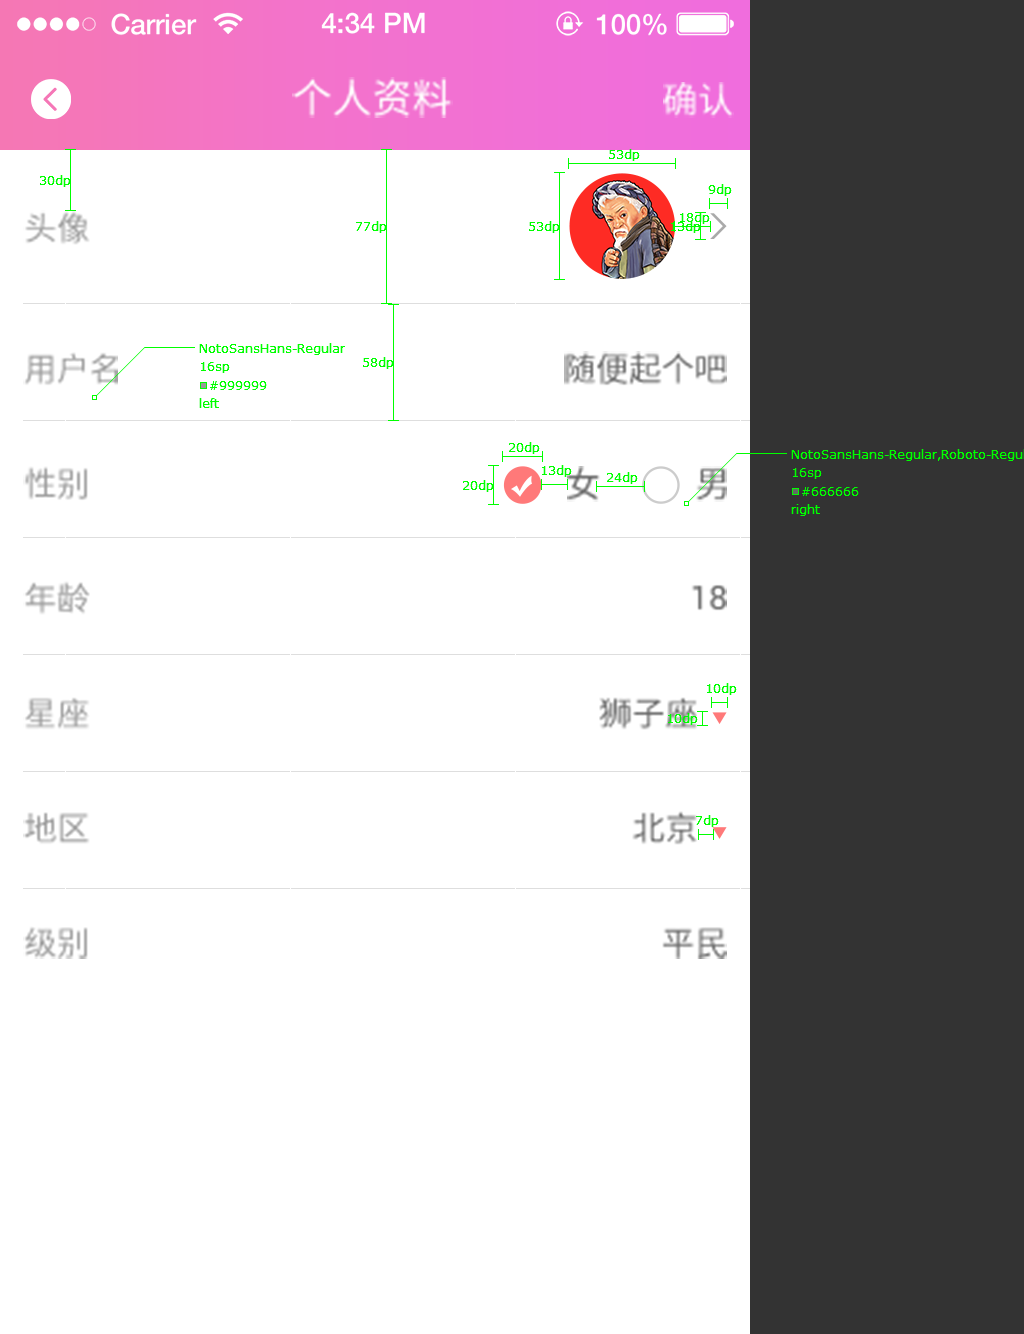 Carrier 4:34 PM 100%
个人资料 确认
53dp
30dp
9dp
18dp
头像 77dp 53dp 13dp
58dp
用户名 随便起个吧
NotoSansHans-Regular
16sp
#999999
left
20dp
13dp
24dp
性别 20dp 女 男
NotoSansHans-Regular,Roboto-Regul
16sp
#666666
right
年龄 18
10dp
星座 狮子座 10dp
7dp
地区 北京
级别 平民